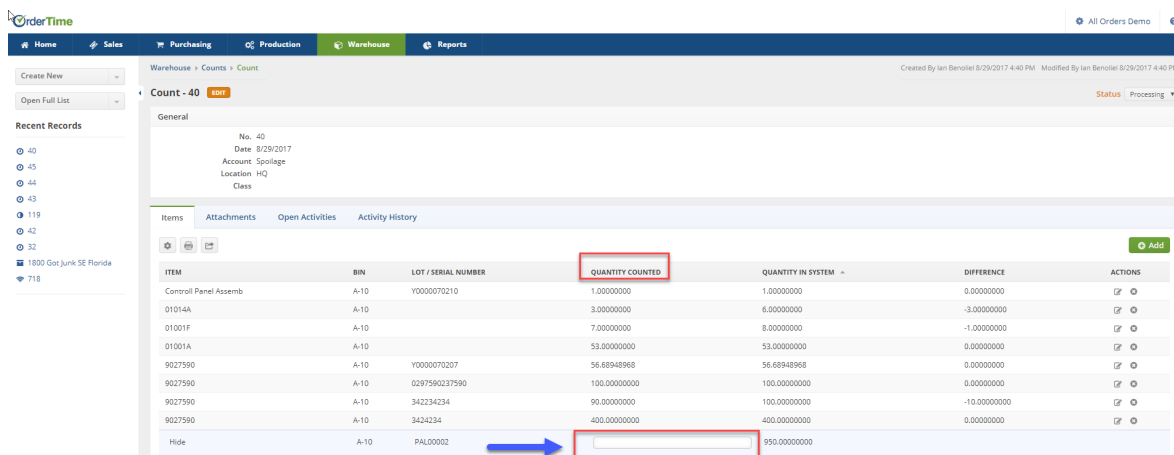 OrderTime
All Orders Demo
Home Sales Purchasing Production Warehouse Reports
Create New
Open Full List
Recent Records
40
45
44
43
119
42
32
1800 Got Junk SE Florida
718
Warehouse › Counts › Count
Created By Ian Benoliel 8/29/2017 4:40 PM Modified By Ian Benoliel 8/29/2017 4:40 P
Count - 40 EDIT
Status Processing
General
No. 40
Date 8/29/2017
Account Spoilage
Location HQ
Class
Items Attachments Open Activities Activity History
Add
ITEM BIN LOT / SERIAL NUMBER QUANTITY COUNTED QUANTITY IN SYSTEM DIFFERENCE ACTIONS
Controll Panel Assemb A-10 Y0000070210 1.00000000 1.00000000 0.00000000
01014A A-10 3.00000000 6.00000000 -3.00000000
01001F A-10 7.00000000 8.00000000 -1.00000000
01001A A-10 53.00000000 53.00000000 0.00000000
9027590 A-10 Y0000070207 56.68948968 56.68948968 0.00000000
9027590 A-10 0297590237590 100.00000000 100.00000000 0.00000000
9027590 A-10 342234234 90.00000000 100.00000000 -10.00000000
9027590 A-10 3424234 400.00000000 400.00000000 0.00000000
Hide A-10 PAL00002 950.00000000